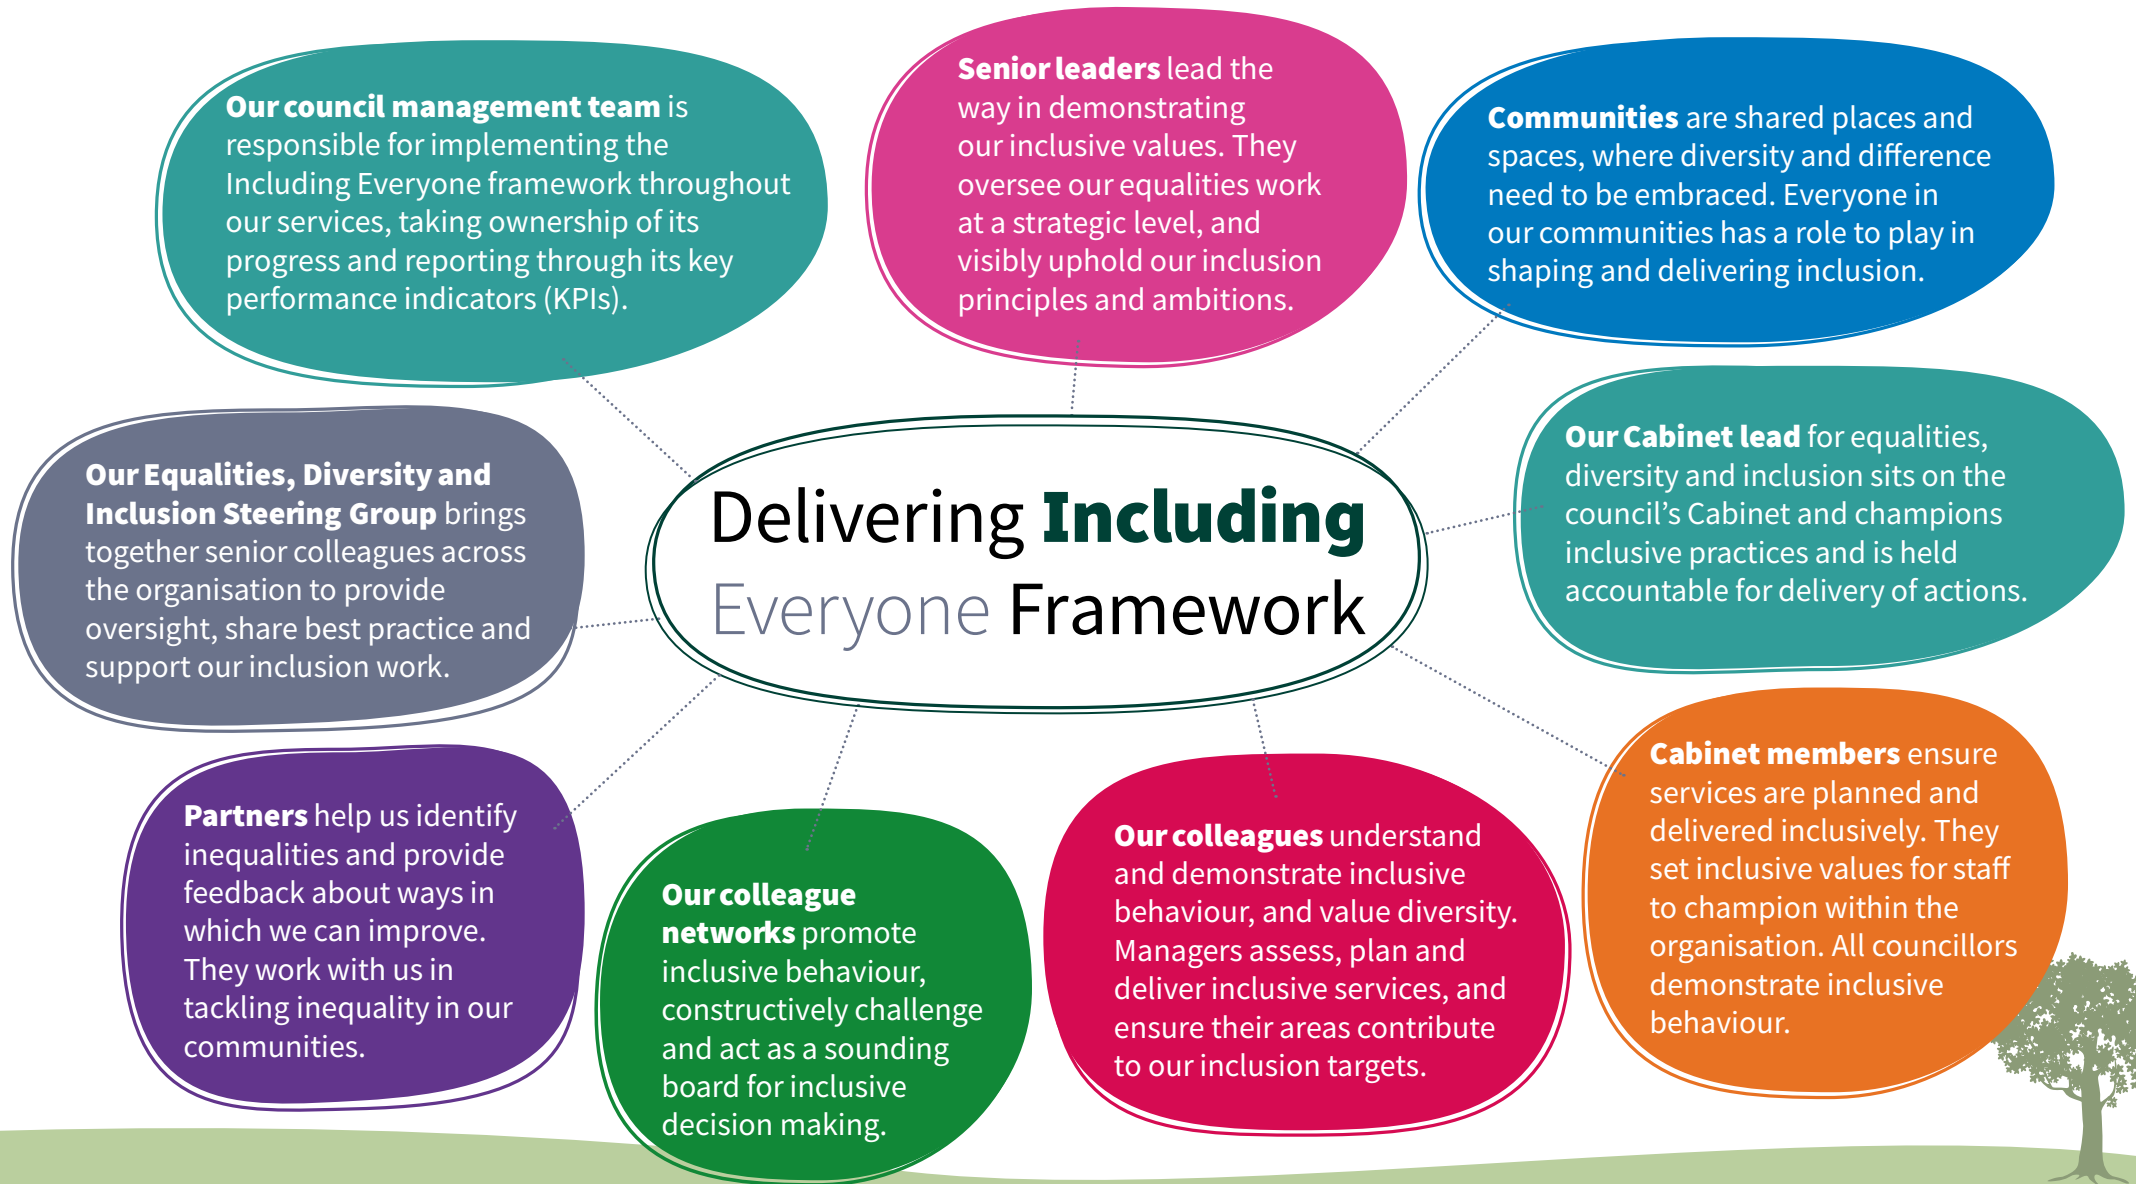 Our council management team is
responsible for implementing the
Including Everyone framework throughout
our services, taking ownership of its
progress and reporting through its key
performance indicators (KPIs).
Senior leaders lead the
way in demonstrating
our inclusive values. They
oversee our equalities work
at a strategic level, and
visibly uphold our inclusion
principles and ambitions.
Communities are shared places and
spaces, where diversity and difference
need to be embraced. Everyone in
our communities has a role to play in
shaping and delivering inclusion.
Our Equalities, Diversity and
Inclusion Steering Group brings
together senior colleagues across
the organisation to provide
oversight, share best practice and
support our inclusion work.
Delivering Including
Everyone Framework
Our Cabinet lead for equalities,
diversity and inclusion sits on the
council’s Cabinet and champions
inclusive practices and is held
accountable for delivery of actions.
Partners help us identify
inequalities and provide
feedback about ways in
which we can improve.
They work with us in
tackling inequality in our
communities.
Our colleague
networks promote
inclusive behaviour,
constructively challenge
and act as a sounding
board for inclusive
decision making.
Our colleagues understand
and demonstrate inclusive
behaviour, and value diversity.
Managers assess, plan and
deliver inclusive services, and
ensure their areas contribute
to our inclusion targets.
Cabinet members ensure
services are planned and
delivered inclusively. They
set inclusive values for staff
to champion within the
organisation. All councillors
demonstrate inclusive
behaviour.